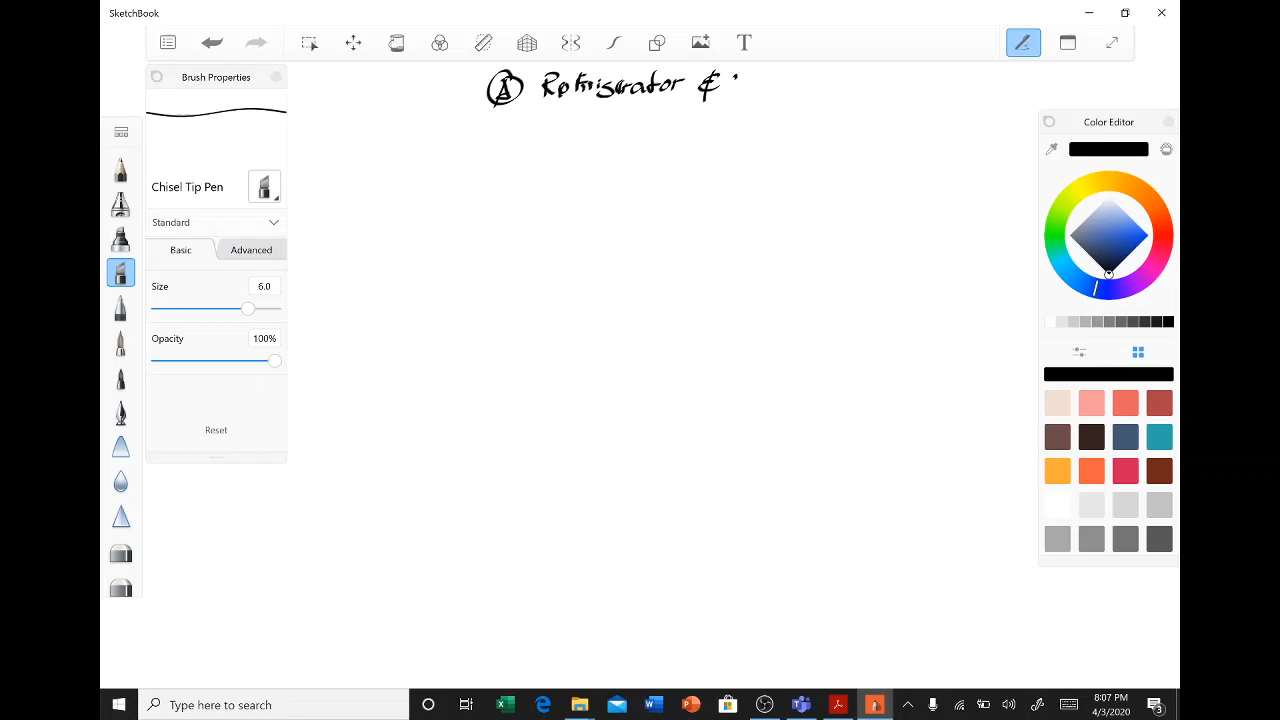 SketchBook
T
Brush Properties
Ⓐ Refrigerator &
Color Editor
Chisel Tip Pen
Standard
Basic Advanced
Size 6.0
Opacity 100%
Reset
Type here to search
8:07 PM
4/3/2020
3